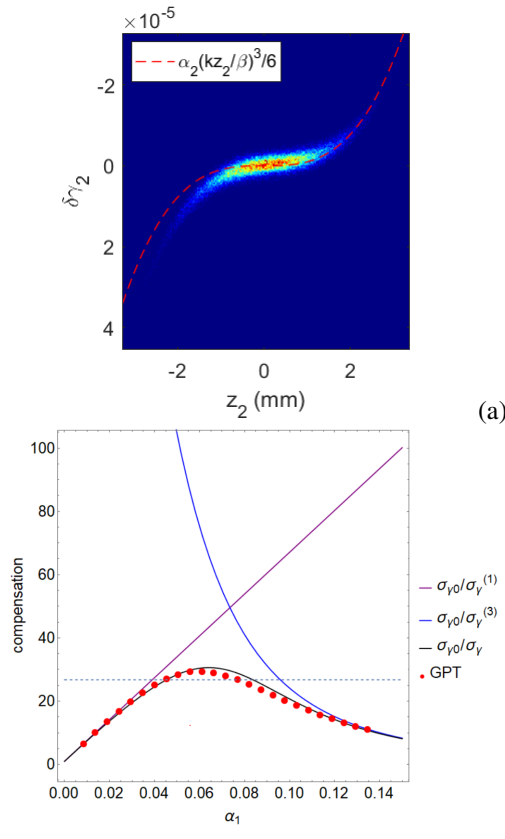 ×10⁻⁵
α₂(kz₂/β)³/6
-2
0
2
4
δγ₂
-2 0 2
z₂ (mm)
(a)
100
80
60
40
20
0
compensation
0.00 0.02 0.04 0.06 0.08 0.10 0.12 0.14
α₁
σγ0/σγ⁽¹⁾
σγ0/σγ⁽³⁾
σγ0/σγ
GPT